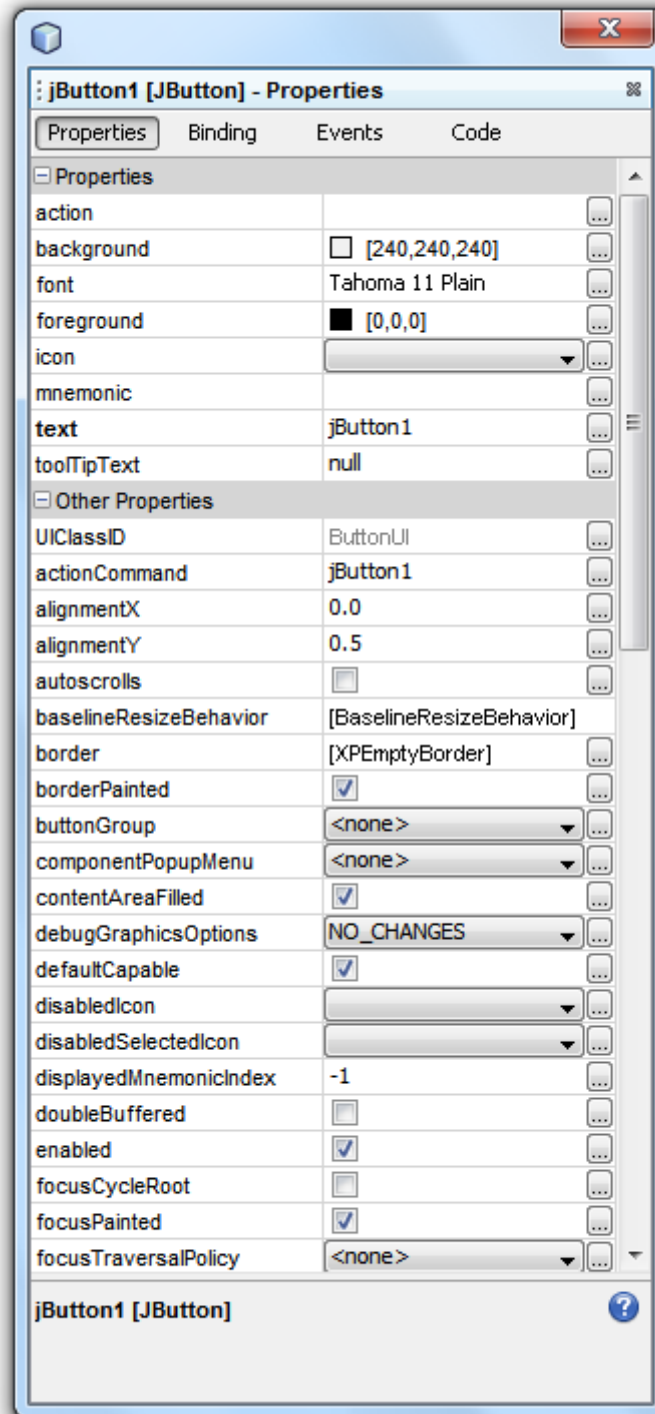 jButton1 [JButton] - Properties
Properties Binding Events Code
Properties
action ...
background [240,240,240] ...
font Tahoma 11 Plain ...
foreground [0,0,0] ...
icon ...
mnemonic ...
text jButton1 ...
toolTipText null ...
Other Properties
UIClassID ButtonUI ...
actionCommand jButton1 ...
alignmentX 0.0 ...
alignmentY 0.5 ...
autoscrolls ...
baselineResizeBehavior [BaselineResizeBehavior]
border [XPEmptyBorder] ...
borderPainted ...
buttonGroup <none> ...
componentPopupMenu <none> ...
contentAreaFilled ...
debugGraphicsOptions NO_CHANGES ...
defaultCapable ...
disabledIcon ...
disabledSelectedIcon ...
displayedMnemonicIndex -1 ...
doubleBuffered ...
enabled ...
focusCycleRoot ...
focusPainted ...
focusTraversalPolicy <none> ...
jButton1 [JButton] ?